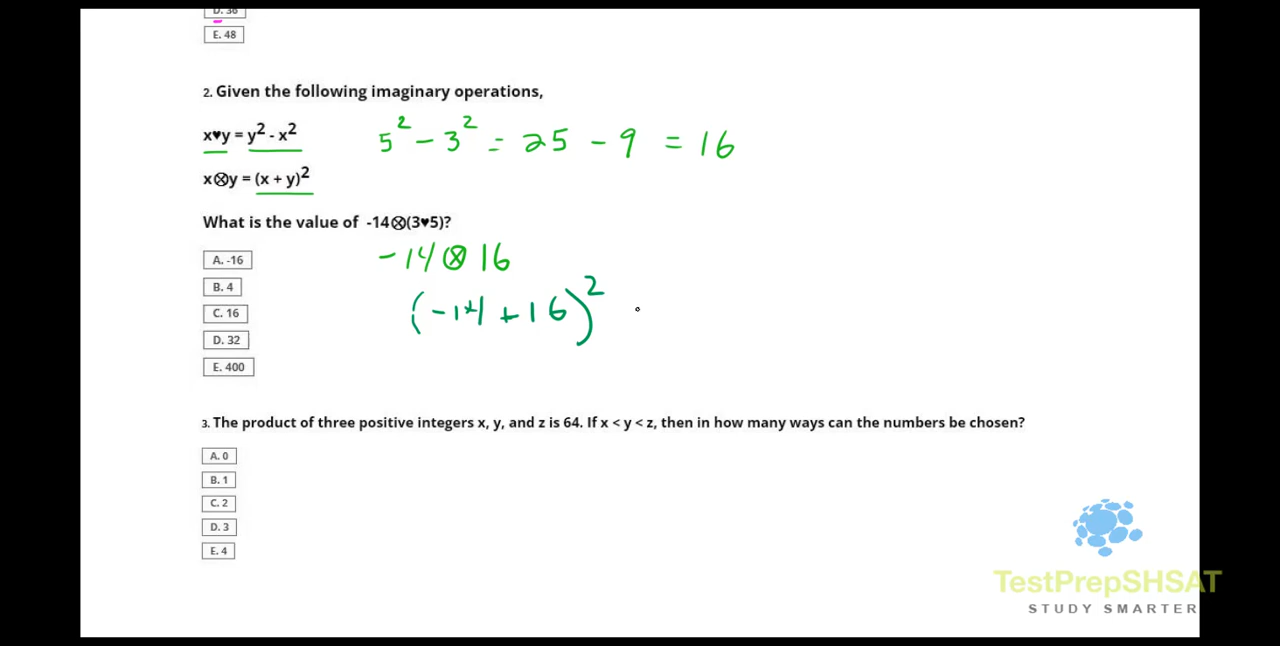 D. 36
E. 48
2. Given the following imaginary operations,
x♥y = y² - x²
5² - 3² = 25 - 9 = 16
x⊗y = (x + y)²
What is the value of -14⊗(3♥5)?
A. -16
B. 4
C. 16
D. 32
E. 400
-14 ⊗ 16
(-14 + 16)²
3. The product of three positive integers x, y, and z is 64. If x < y < z, then in how many ways can the numbers be chosen?
A. 0
B. 1
C. 2
D. 3
E. 4
TestPrepSHSAT
STUDY SMARTER